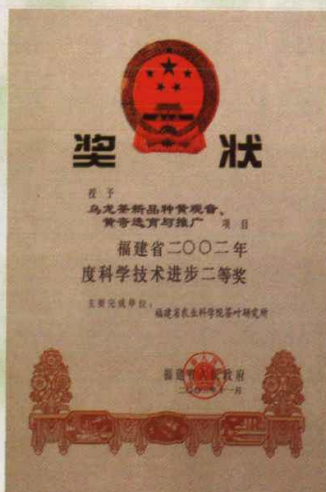 奖 状
授予
乌龙茶新品种黄观音、
黄奇选育与推广 项目
福建省二〇〇二年
度科学技术进步二等奖
主要完成单位：
福建省农业科学院茶叶研究所
福建省人民政府